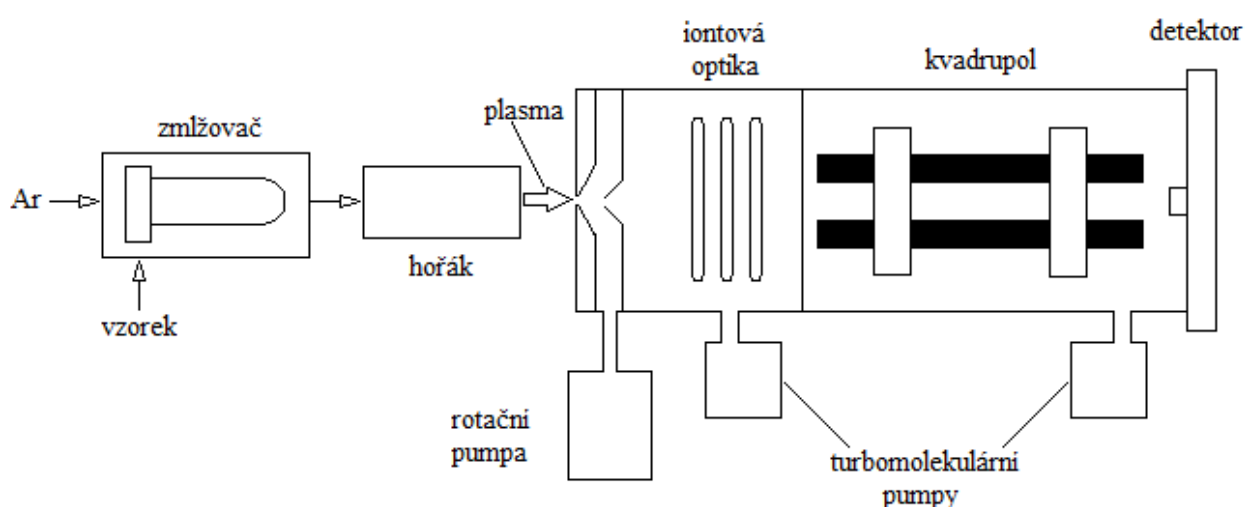 iontová
optika
kvadrupol
detektor
plasma
zmlžovač
Ar
hořák
vzorek
rotační
pumpa
turbomolekulární
pumpy